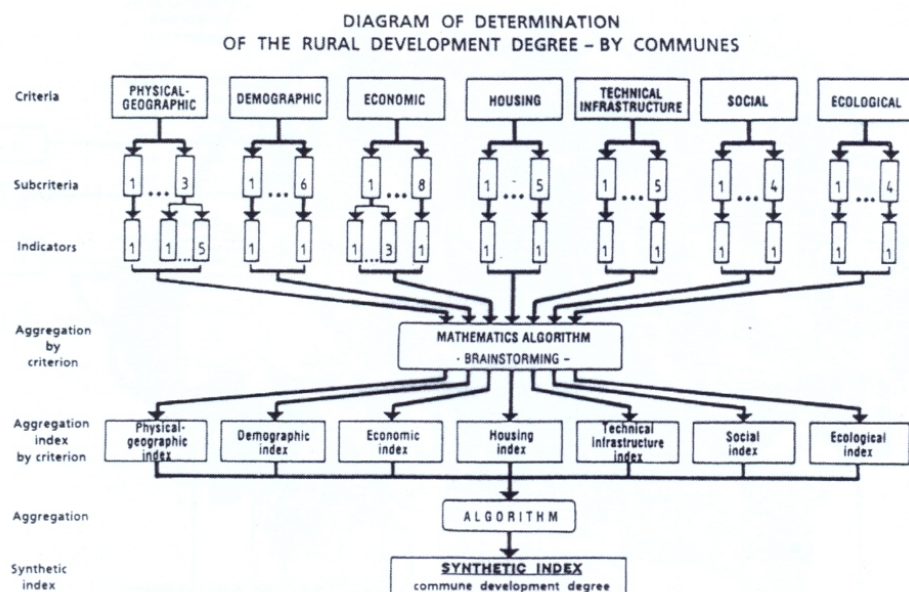 DIAGRAM OF DETERMINATION
OF THE RURAL DEVELOPMENT DEGREE – BY COMMUNES
Criteria
PHYSICAL-
GEOGRAPHIC
DEMOGRAPHIC
ECONOMIC
HOUSING
TECHNICAL
INFRASTRUCTURE
SOCIAL
ECOLOGICAL
Subcriteria
1 ... 3
1 ... 6
1 ... 8
1 ... 5
1 ... 5
1 ... 4
1 ... 4
Indicators
1 1 ... 5
1 1
1 ... 3 1
1 1
1 1
1 1
1 1
Aggregation
by
criterion
MATHEMATICS ALGORITHM
- BRAINSTORMING -
Aggregation
index
by criterion
Physical-
geographic
index
Demographic
index
Economic
index
Housing
index
Technical
infrastructure
index
Social
index
Ecological
index
Aggregation
ALGORITHM
Synthetic
index
SYNTHETIC INDEX
commune development degree